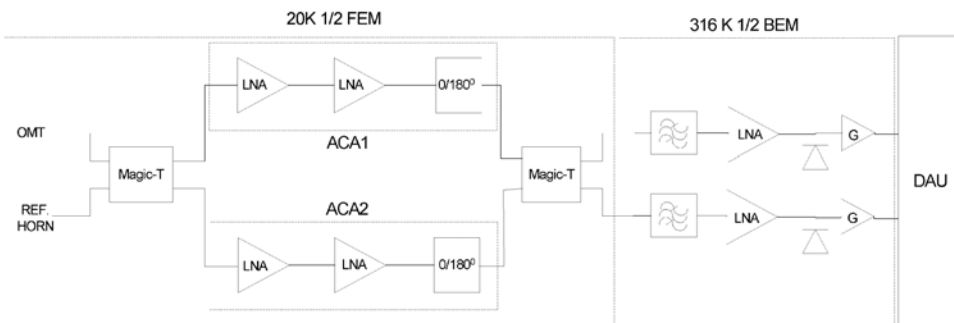 20K 1/2 FEM
316 K 1/2 BEM
LNA
LNA
0/180⁰
ACA1
OMT
Magic-T
Magic-T
REF.
HORN
ACA2
LNA
LNA
0/180⁰
LNA
G
LNA
G
DAU